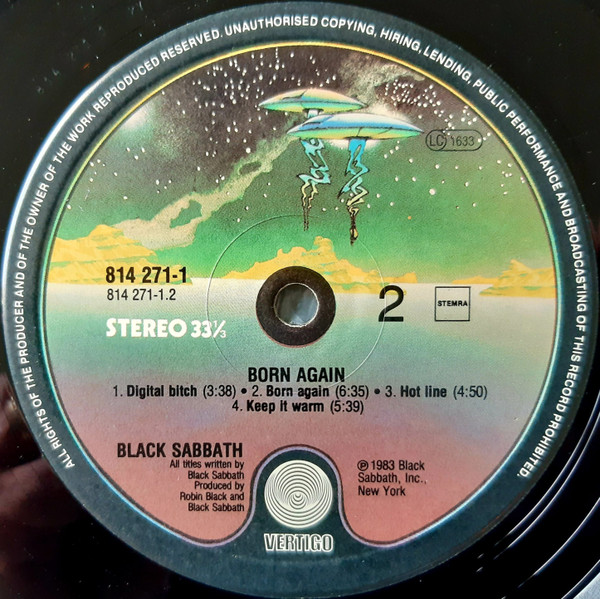 ALL RIGHTS OF THE PRODUCER AND OF THE OWNER OF THE WORK REPRODUCED RESERVED. UNAUTHORISED COPYING, HIRING, LENDING, PUBLIC PERFORMANCE AND BROADCASTING OF THIS RECORD PROHIBITED.
LC 1633
814 271-1
814 271-1.2
2
STEMRA
STEREO 33⅓
BORN AGAIN
1. Digital bitch (3:38) • 2. Born again (6:35) • 3. Hot line (4:50)
4. Keep it warm (5:39)
BLACK SABBATH
All titles written by
Black Sabbath
Produced by
Robin Black and
Black Sabbath
℗ 1983 Black
Sabbath, Inc.,
New York
VERTIGO